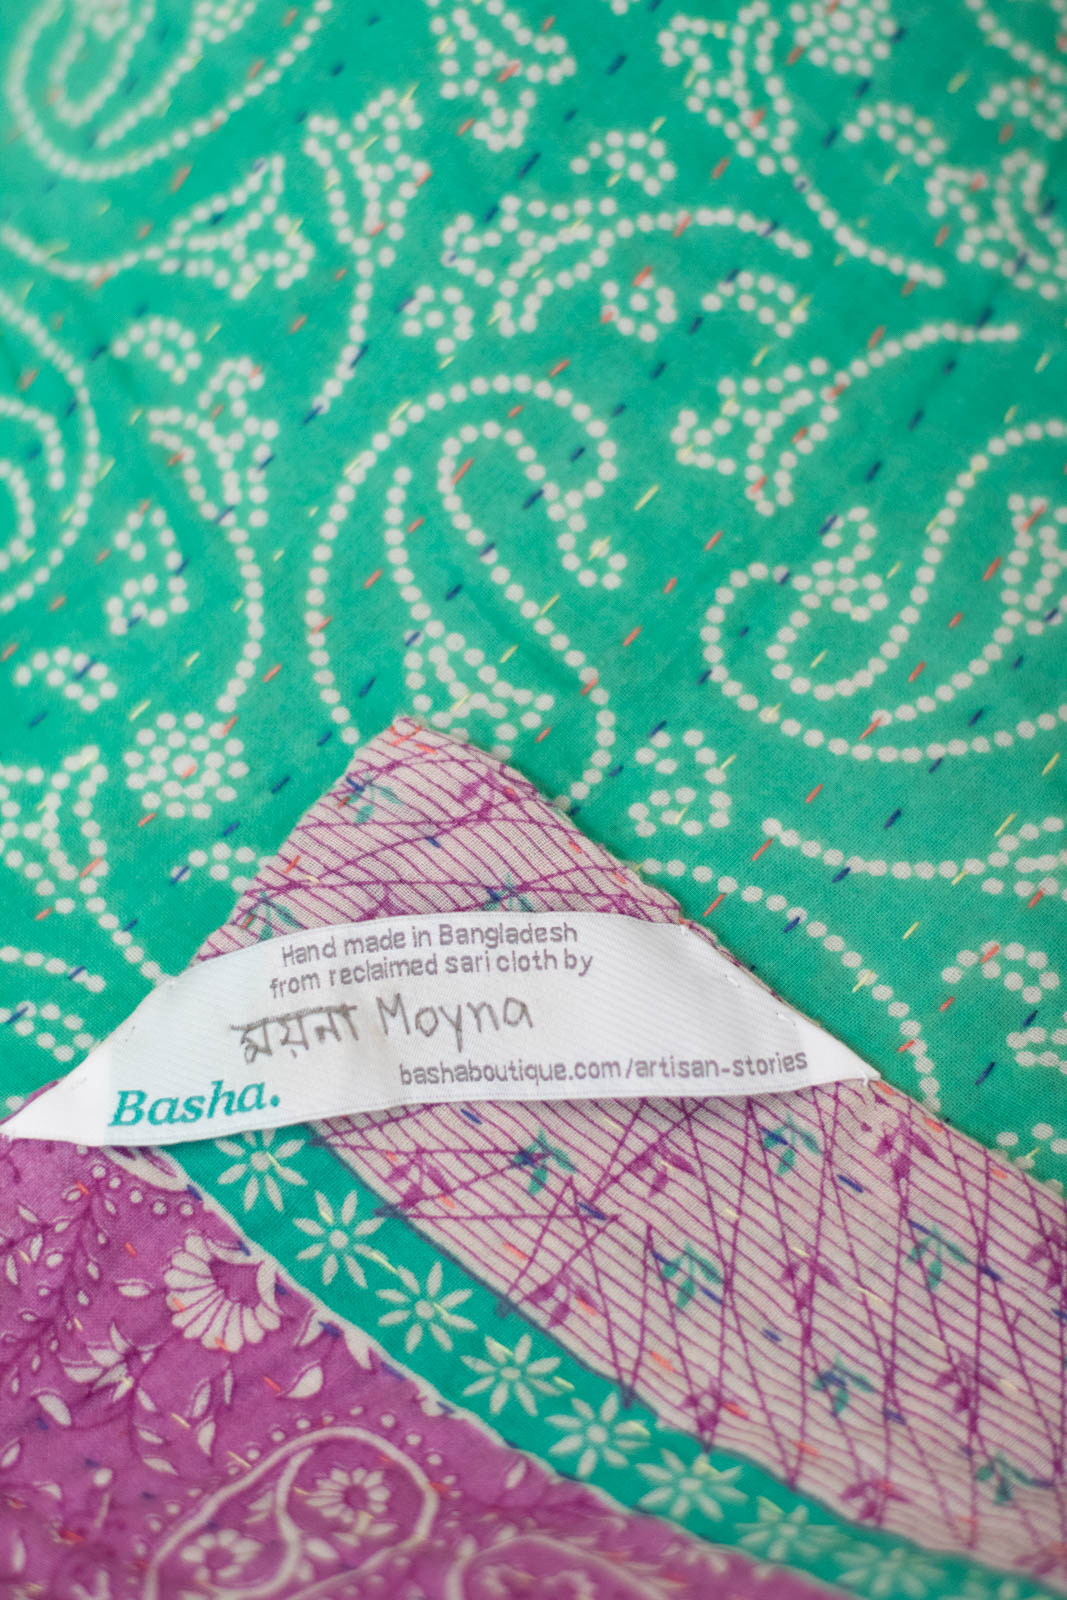 Hand made in Bangladesh
from reclaimed sari cloth by
ময়না Moyna
bashaboutique.com/artisan-stories
Basha.